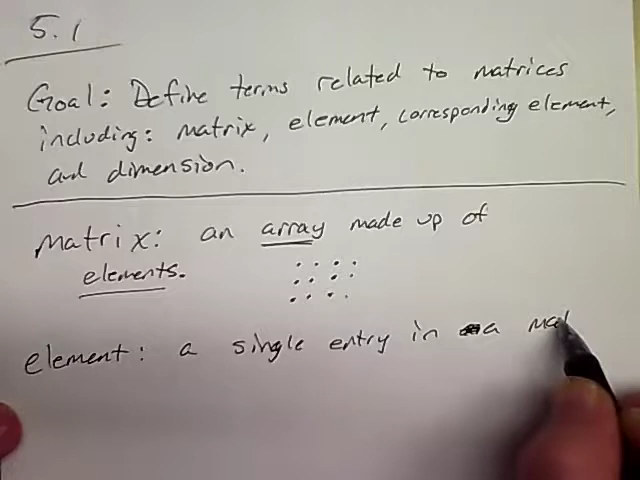 5.1
Goal: Define terms related to matrices
including: matrix, element, corresponding element,
and dimension.
matrix: an array made up of
elements.
element: a single entry in a mat